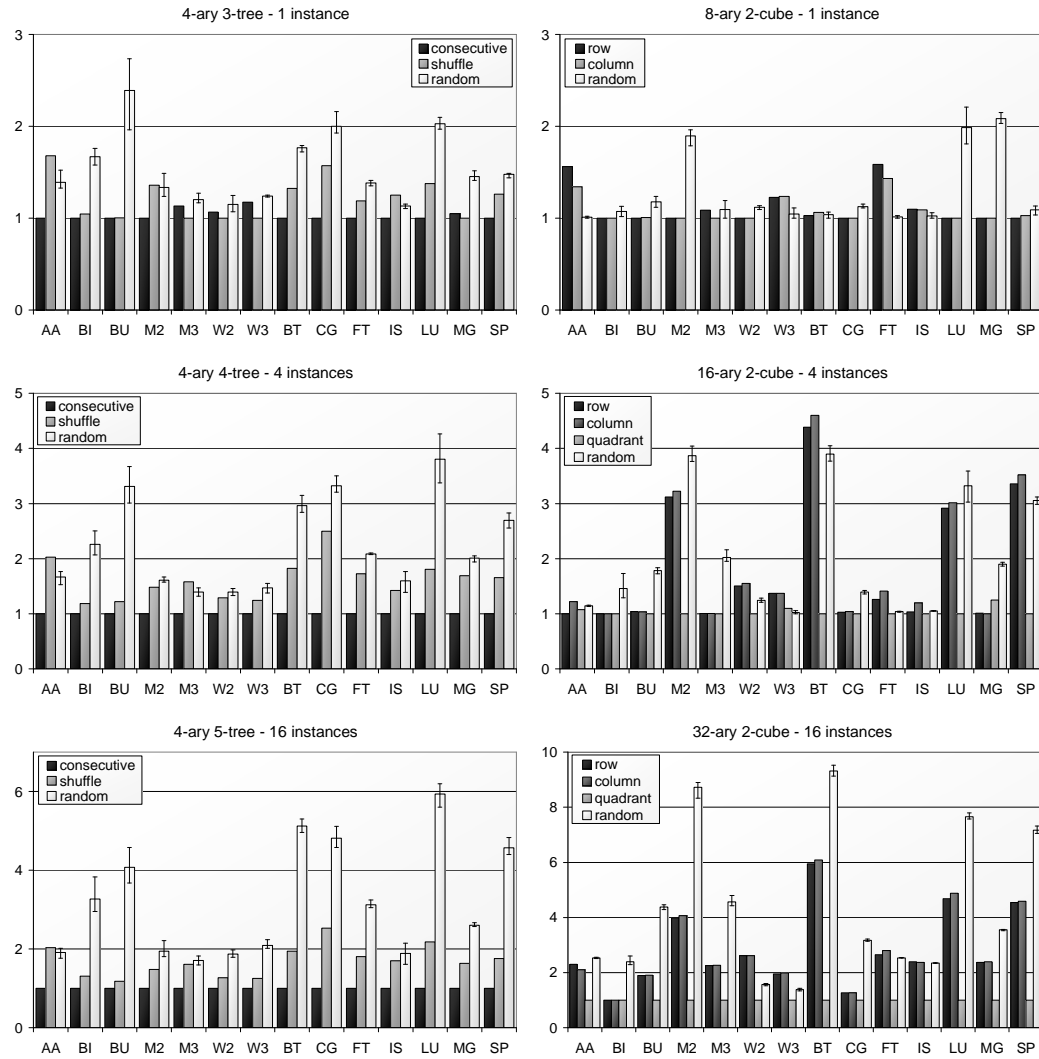 4-ary 3-tree - 1 instance
3
2
1
0
consecutive
shuffle
random
AA BI BU M2 M3 W2 W3 BT CG FT IS LU MG SP
8-ary 2-cube - 1 instance
3
2
1
0
row
column
random
AA BI BU M2 M3 W2 W3 BT CG FT IS LU MG SP
4-ary 4-tree - 4 instances
5
4
3
2
1
0
consecutive
shuffle
random
AA BI BU M2 M3 W2 W3 BT CG FT IS LU MG SP
16-ary 2-cube - 4 instances
5
4
3
2
1
0
row
column
quadrant
random
AA BI BU M2 M3 W2 W3 BT CG FT IS LU MG SP
4-ary 5-tree - 16 instances
6
4
2
0
consecutive
shuffle
random
AA BI BU M2 M3 W2 W3 BT CG FT IS LU MG SP
32-ary 2-cube - 16 instances
10
8
6
4
2
0
row
column
quadrant
random
AA BI BU M2 M3 W2 W3 BT CG FT IS LU MG SP